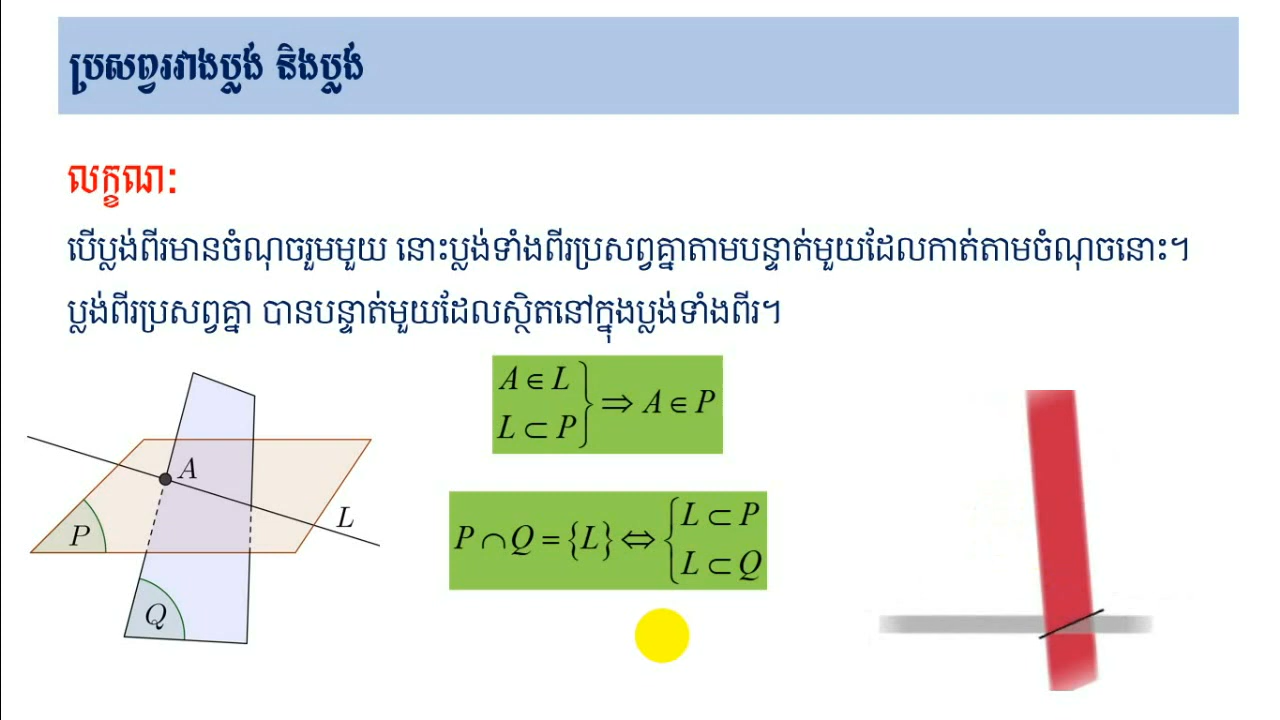 ប្រសព្វរវាងប្លង់ និងប្លង់
លក្ខណៈ
បើប្លង់ពីរមានចំណុចរួមមួយ នោះប្លង់ទាំងពីរប្រសព្វគ្នាតាមបន្ទាត់មួយដែលកាត់តាមចំណុចនោះ។
ប្លង់ពីរប្រសព្វគ្នា បានបន្ទាត់មួយដែលស្ថិតនៅក្នុងប្លង់ទាំងពីរ។
A ∈ L
L ⊂ P } ⇒ A ∈ P
A
L
P
Q
P ∩ Q = {L} ⇔ { L ⊂ P
L ⊂ Q